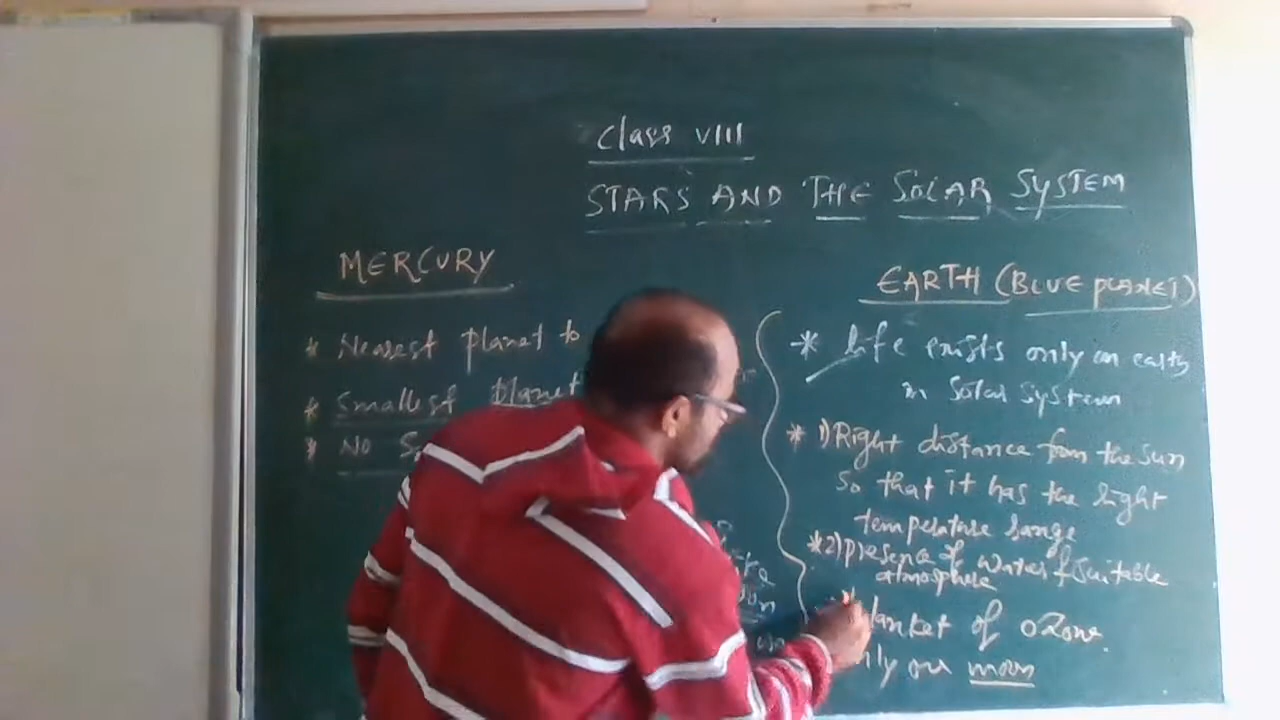 Class VIII
STARS AND THE SOLAR SYSTEM
MERCURY
* Nearest planet to
* Smallest planet
* NO
EARTH (BLUE PLANET)
* Life exists only on earth
in Solar system
* 1) Right distance from the sun
So that it has the right
temperature range
* 2) presence of water & suitable
atmosphere
lanket of ozone.
nly one moon